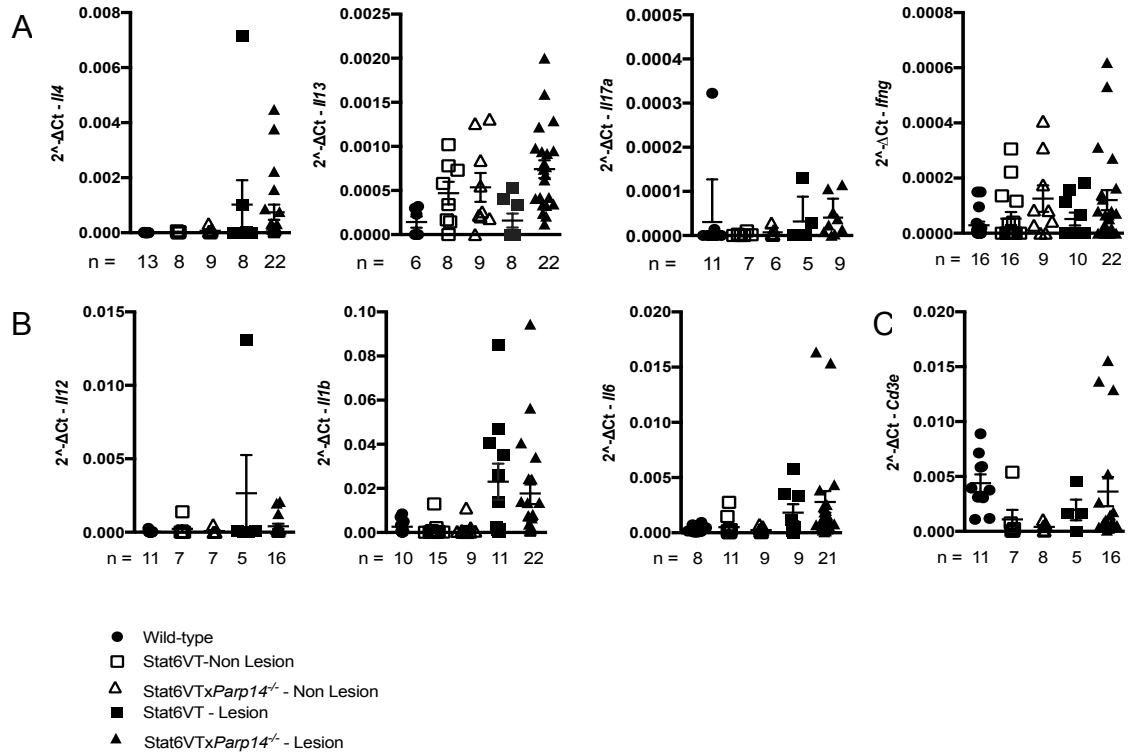 A
2^-ΔCt - Il4
0.008
0.006
0.004
0.002
0.000
n = 13 8 9 8 22
2^-ΔCt - Il13
0.0025
0.0020
0.0015
0.0010
0.0005
0.0000
n = 6 8 9 8 22
2^-ΔCt - Il17a
0.0005
0.0004
0.0003
0.0002
0.0001
0.0000
n = 11 7 6 5 9
2^-ΔCt - Ifng
0.0008
0.0006
0.0004
0.0002
0.0000
n = 16 16 9 10 22
B
2^-ΔCt - Il12
0.015
0.010
0.005
0.000
n = 11 7 7 5 16
2^-ΔCt - Il1b
0.10
0.08
0.06
0.04
0.02
0.00
n = 10 15 9 11 22
2^-ΔCt - Il6
0.020
0.015
0.010
0.005
0.000
n = 8 11 9 9 21
C
2^-ΔCt - Cd3e
0.020
0.015
0.010
0.005
0.000
n = 11 7 8 5 16
Wild-type
Stat6VT-Non Lesion
Stat6VTxParp14-/- - Non Lesion
Stat6VT - Lesion
Stat6VTxParp14-/- - Lesion